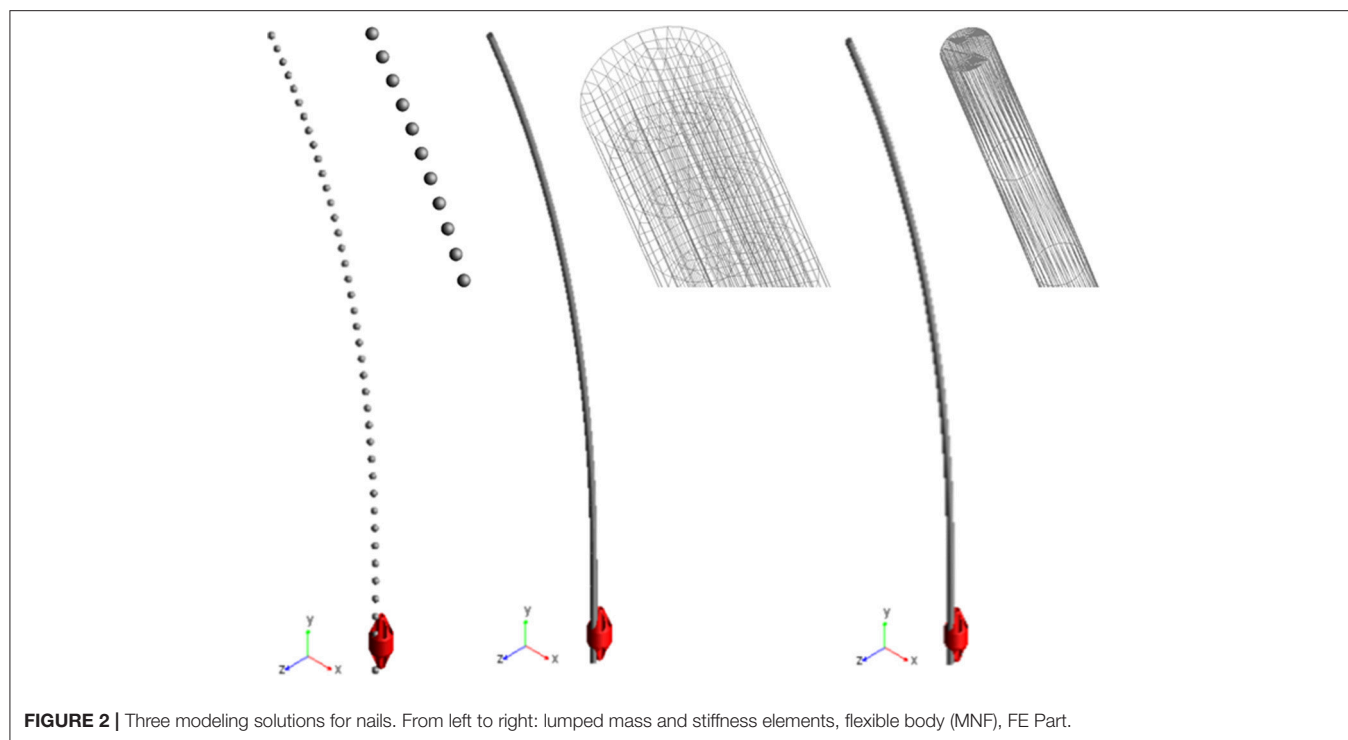 y
z
x
y
z
x
y
z
x
FIGURE 2 | Three modeling solutions for nails. From left to right: lumped mass and stiffness elements, flexible body (MNF), FE Part.